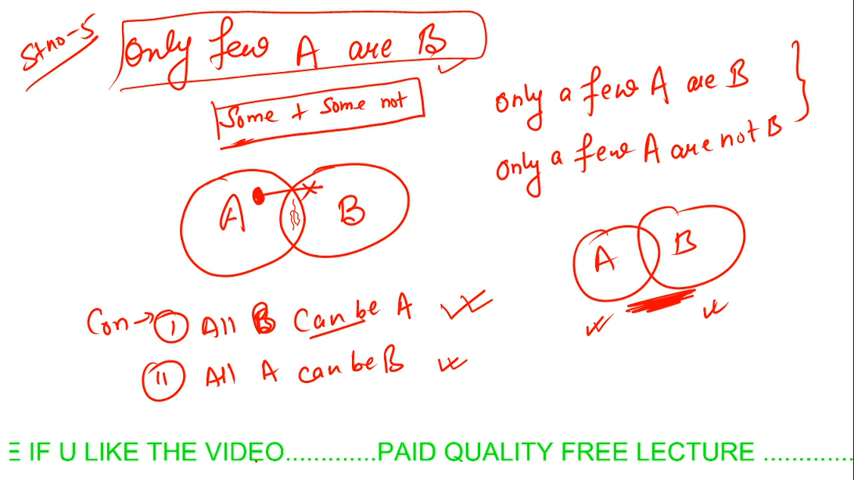 Stno-5
Only few A are B
Some + Some not
only a few A are B
only a few A are not B
A B
A B
Con → (I) All B can be A
(II) All A can be B
E IF U LIKE THE VIDEO.............PAID QUALITY FREE LECTURE .............